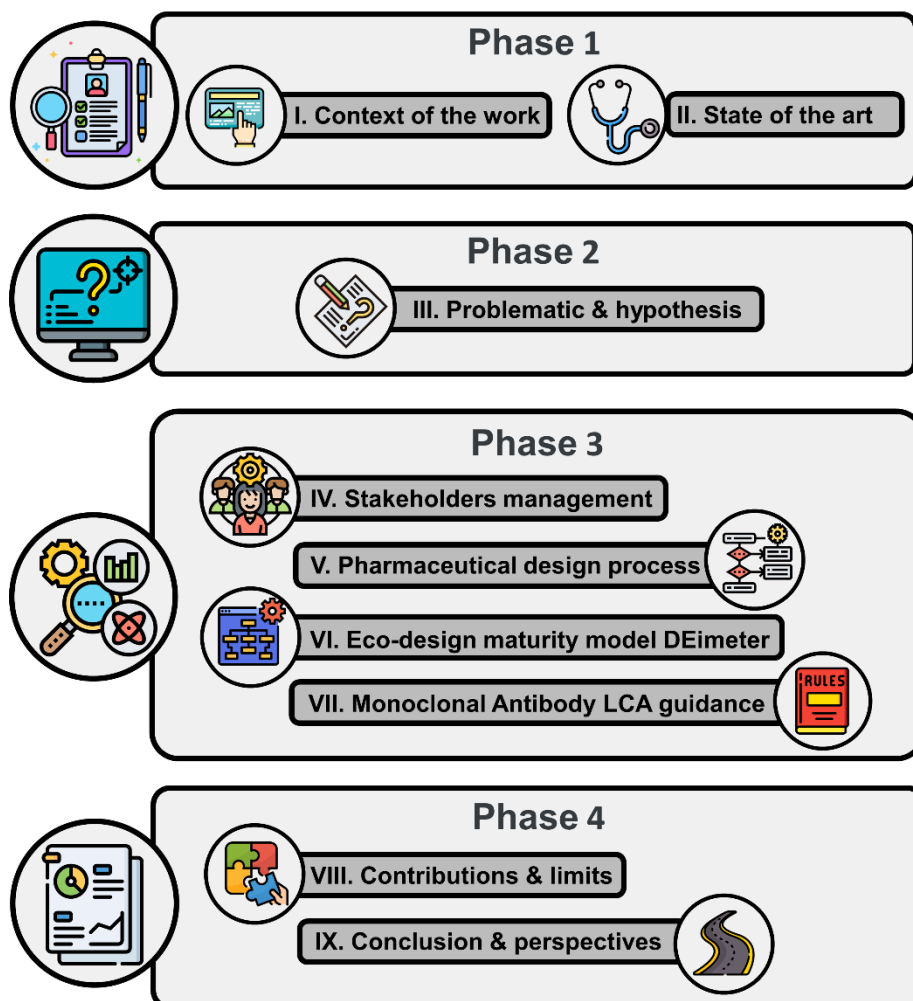 Phase 1
I. Context of the work
II. State of the art
Phase 2
III. Problematic & hypothesis
Phase 3
IV. Stakeholders management
V. Pharmaceutical design process
VI. Eco-design maturity model DEimeter
VII. Monoclonal Antibody LCA guidance
RULES
Phase 4
VIII. Contributions & limits
IX. Conclusion & perspectives